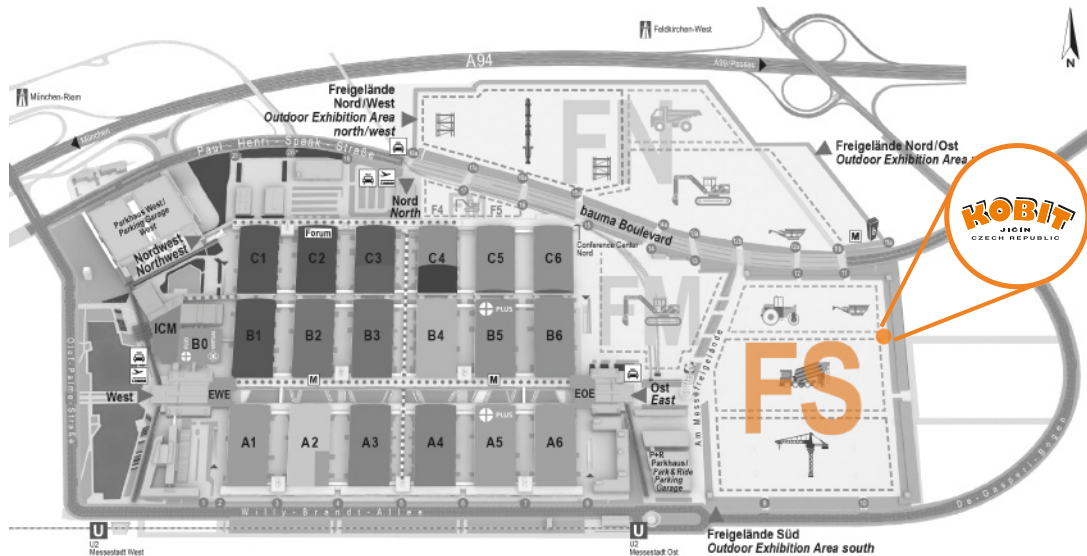 Feldkirchen-West
N
A94
A99/Passau
München-Riem
München
Freigelände
Nord/West
Outdoor Exhibition Area
north/west
Paul-Henri-Spaak-Straße
Freigelände Nord/Ost
Outdoor Exhibition Area
FN
KOBIT
JIČÍN
CZECH REPUBLIC
Parkhaus West/
Parking Garage
West
Nordwest
Northwest
Nord
North
F4
F5
bauma Boulevard
M
Forum
Conference Center
Nord
C1
C2
C3
C4
C5
C6
FM
ICM
B0
B1
B2
B3
B4
PLUS
B5
B6
Olof-Palme-Straße
Am Messefreigelände
FS
West
EWE
M
M
EOE
Ost
East
A1
A2
A3
A4
PLUS
A5
A6
P+R
Parkhaus/
Park & Ride
Parking
Garage
De-Gasperi-Bogen
Willy-Brandt-Allee
U
U2
Messestadt West
U
U2
Messestadt Ost
Freigelände Süd
Outdoor Exhibition Area south